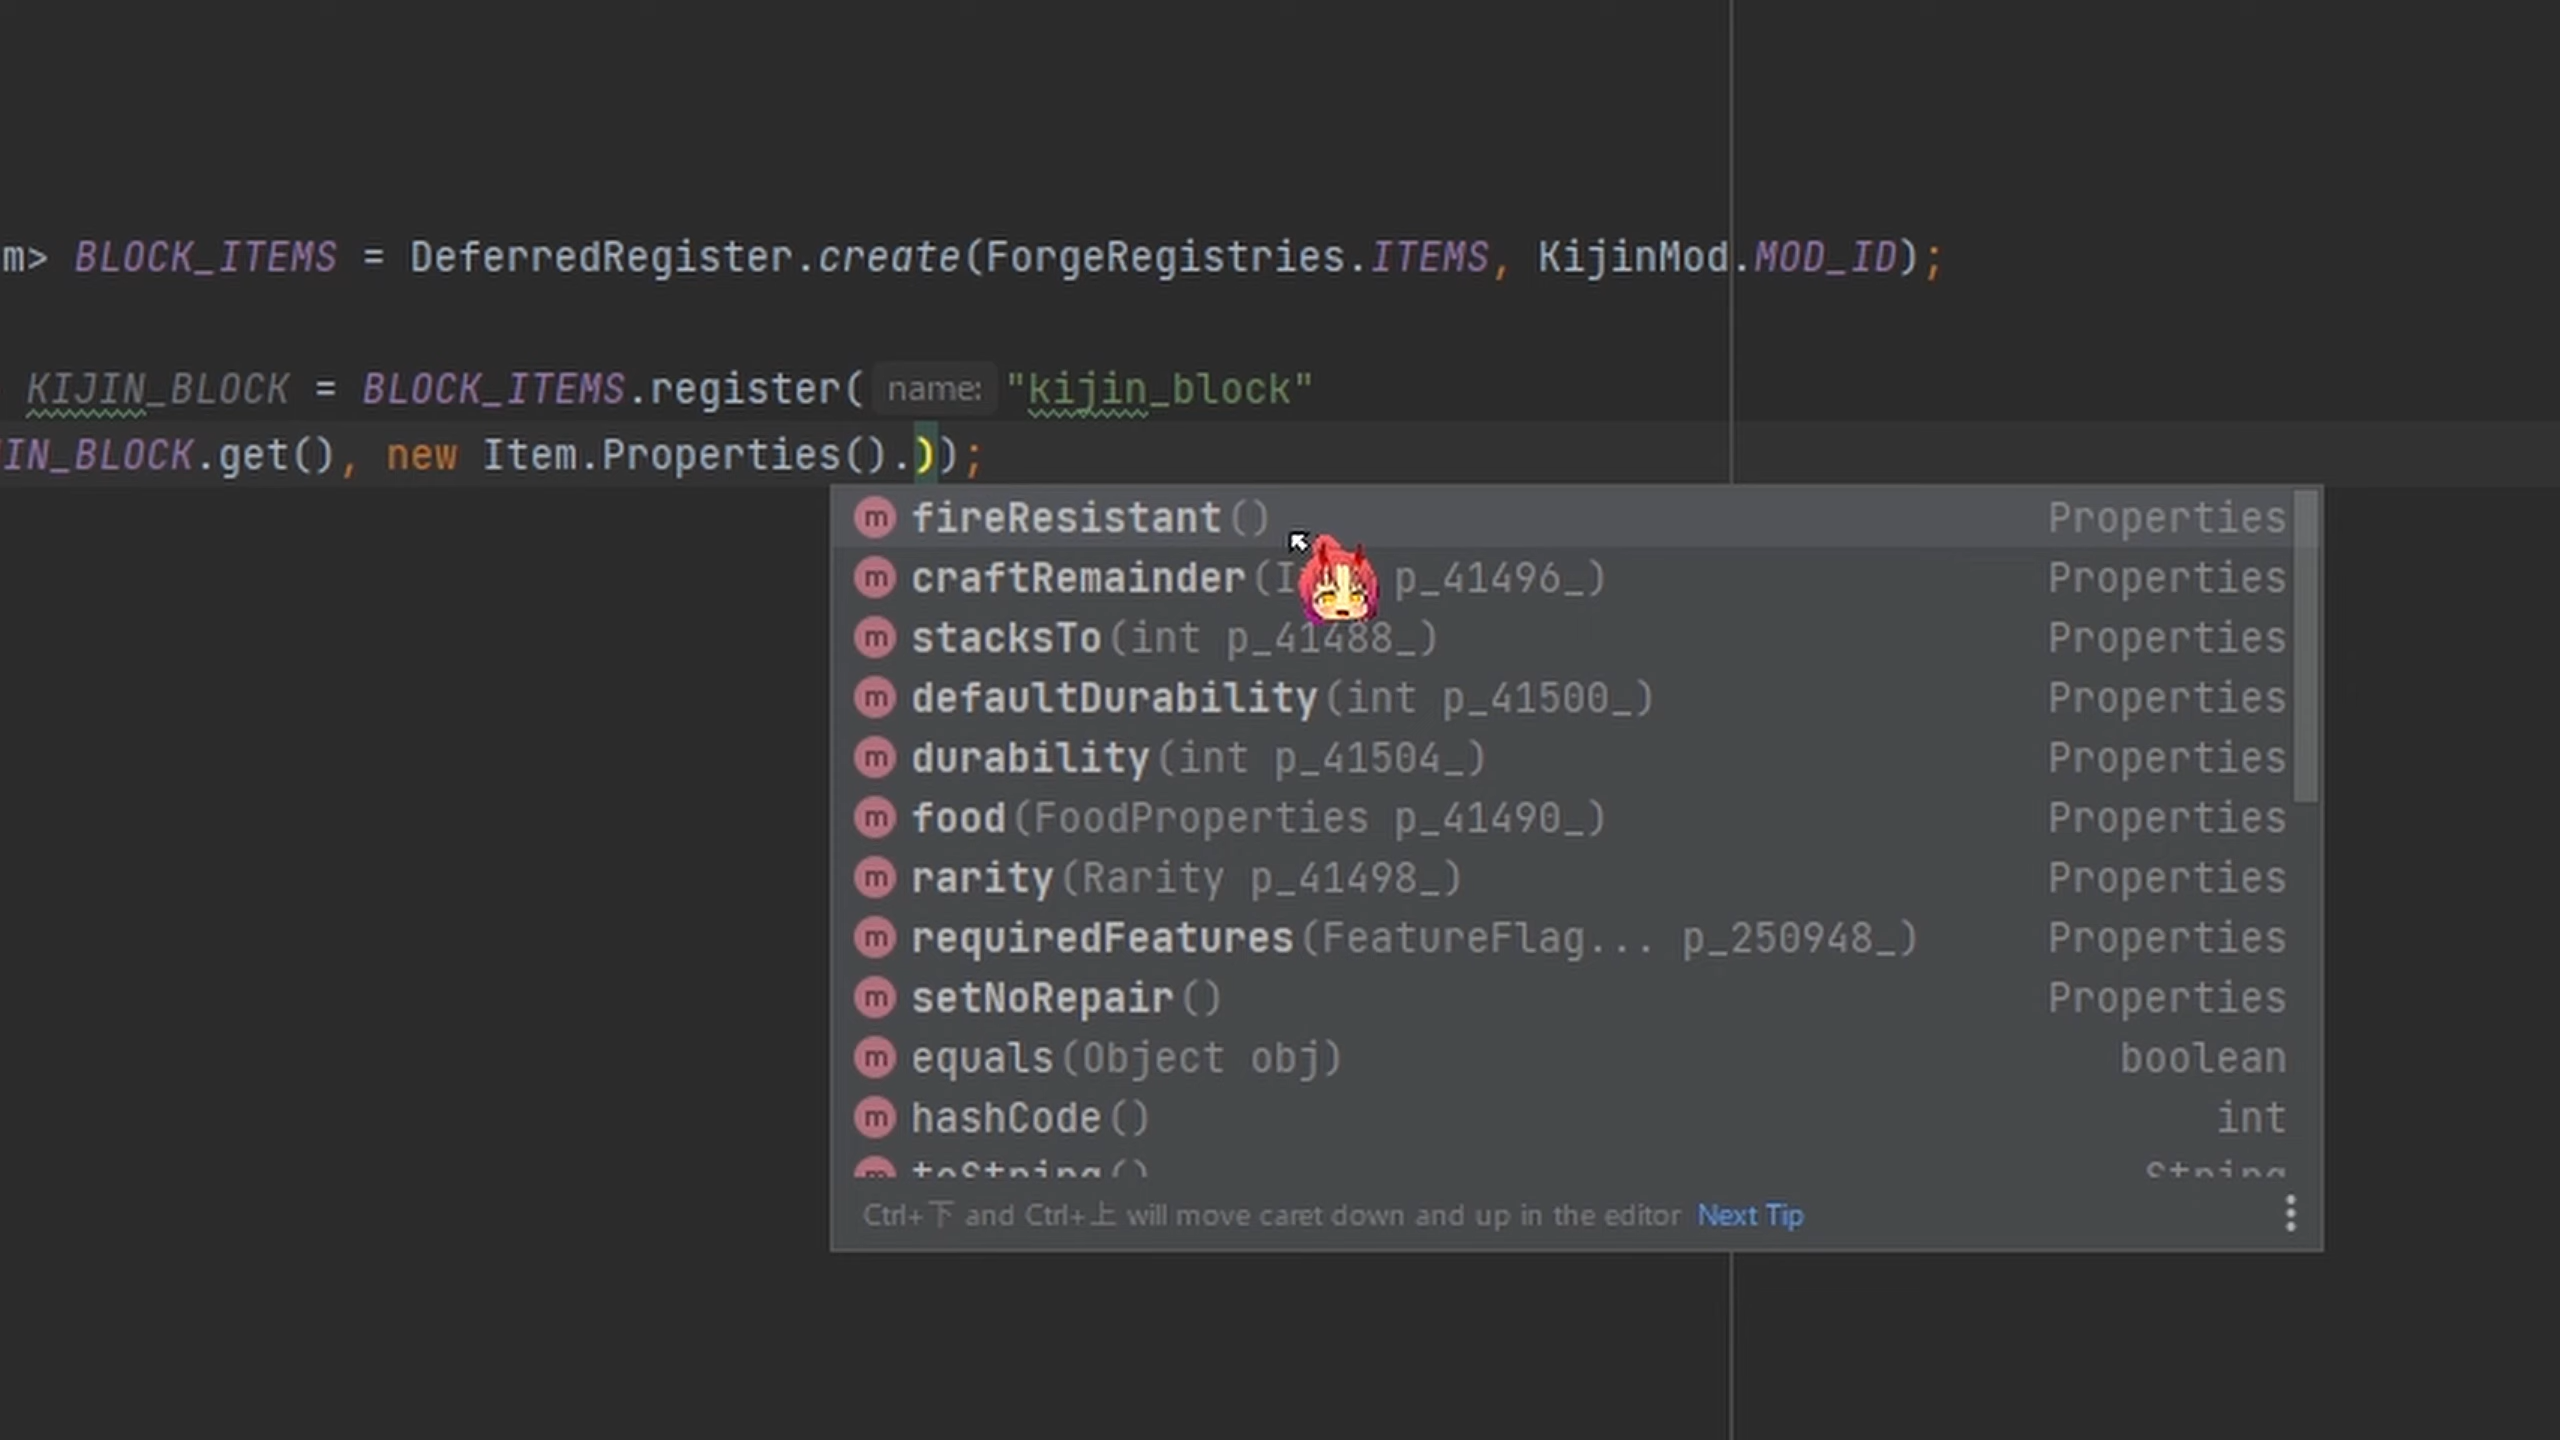 m> BLOCK_ITEMS = DeferredRegister.create(ForgeRegistries.ITEMS, KijinMod.MOD_ID);
KIJIN_BLOCK = BLOCK_ITEMS.register( name: "kijin_block"
IN_BLOCK.get(), new Item.Properties().));
m fireResistant() Properties
m craftRemainder( p_41496_) Properties
m stacksTo(int p_41488_) Properties
m defaultDurability(int p_41500_) Properties
m durability(int p_41504_) Properties
m food(FoodProperties p_41490_) Properties
m rarity(Rarity p_41498_) Properties
m requiredFeatures(FeatureFlag... p_250948_) Properties
m setNoRepair() Properties
m equals(Object obj) boolean
m hashCode() int
m toString() String
Ctrl+下 and Ctrl+上 will move caret down and up in the editor Next Tip